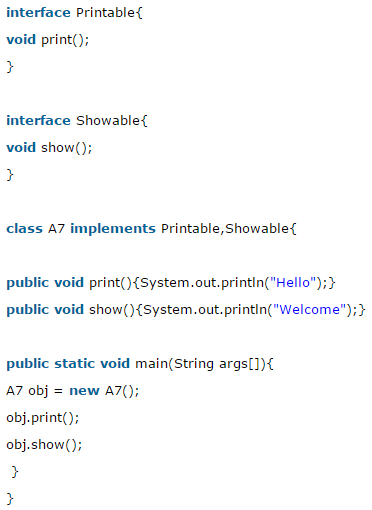 interface Printable{
void print();
}
interface Showable{
void show();
}
class A7 implements Printable,Showable{
public void print(){System.out.println("Hello");}
public void show(){System.out.println("Welcome");}
public static void main(String args[]){
A7 obj = new A7();
obj.print();
obj.show();
}
}